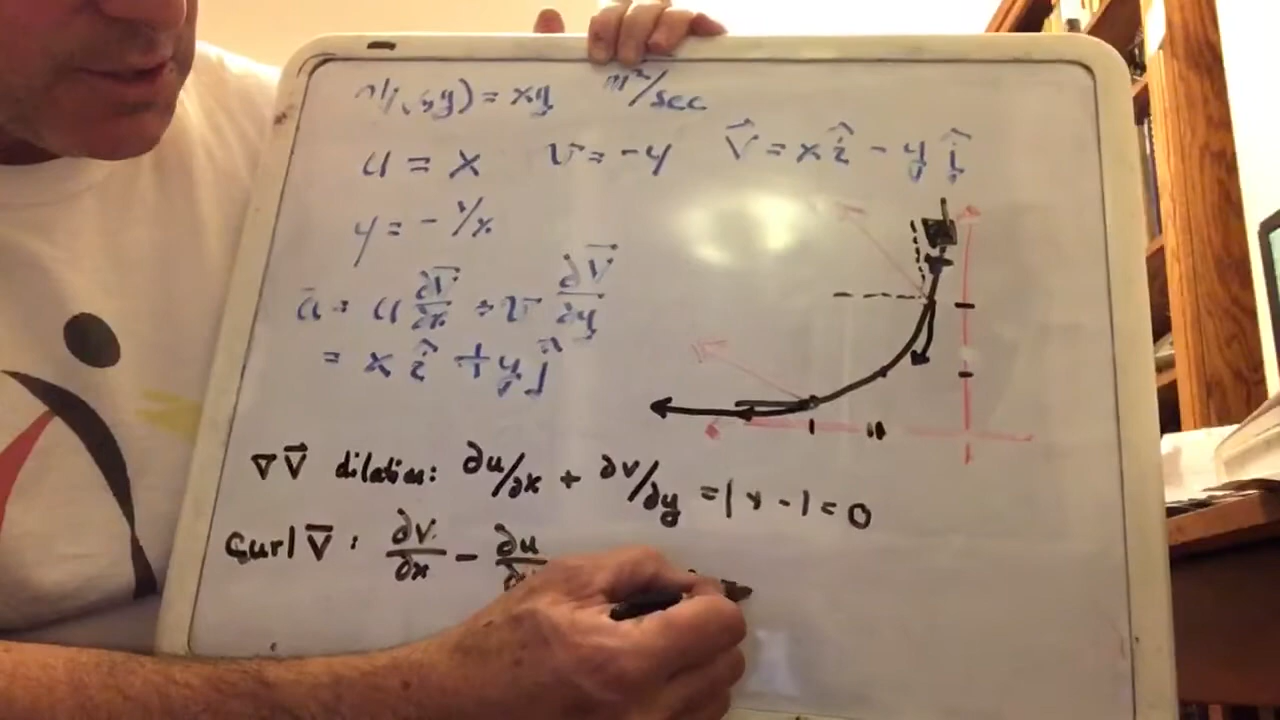 y) = xy m²/sec
u = x v = -y V⃗ = x î - y ĵ
y = - ¹/x
a⃗ = u ∂V⃗/∂x + v ∂V⃗/∂y
= x î + y ĵ
∇V⃗ dilation: ∂u/∂x + ∂v/∂y = 1 + -1 = 0
Curl V⃗: ∂v/∂x - ∂u